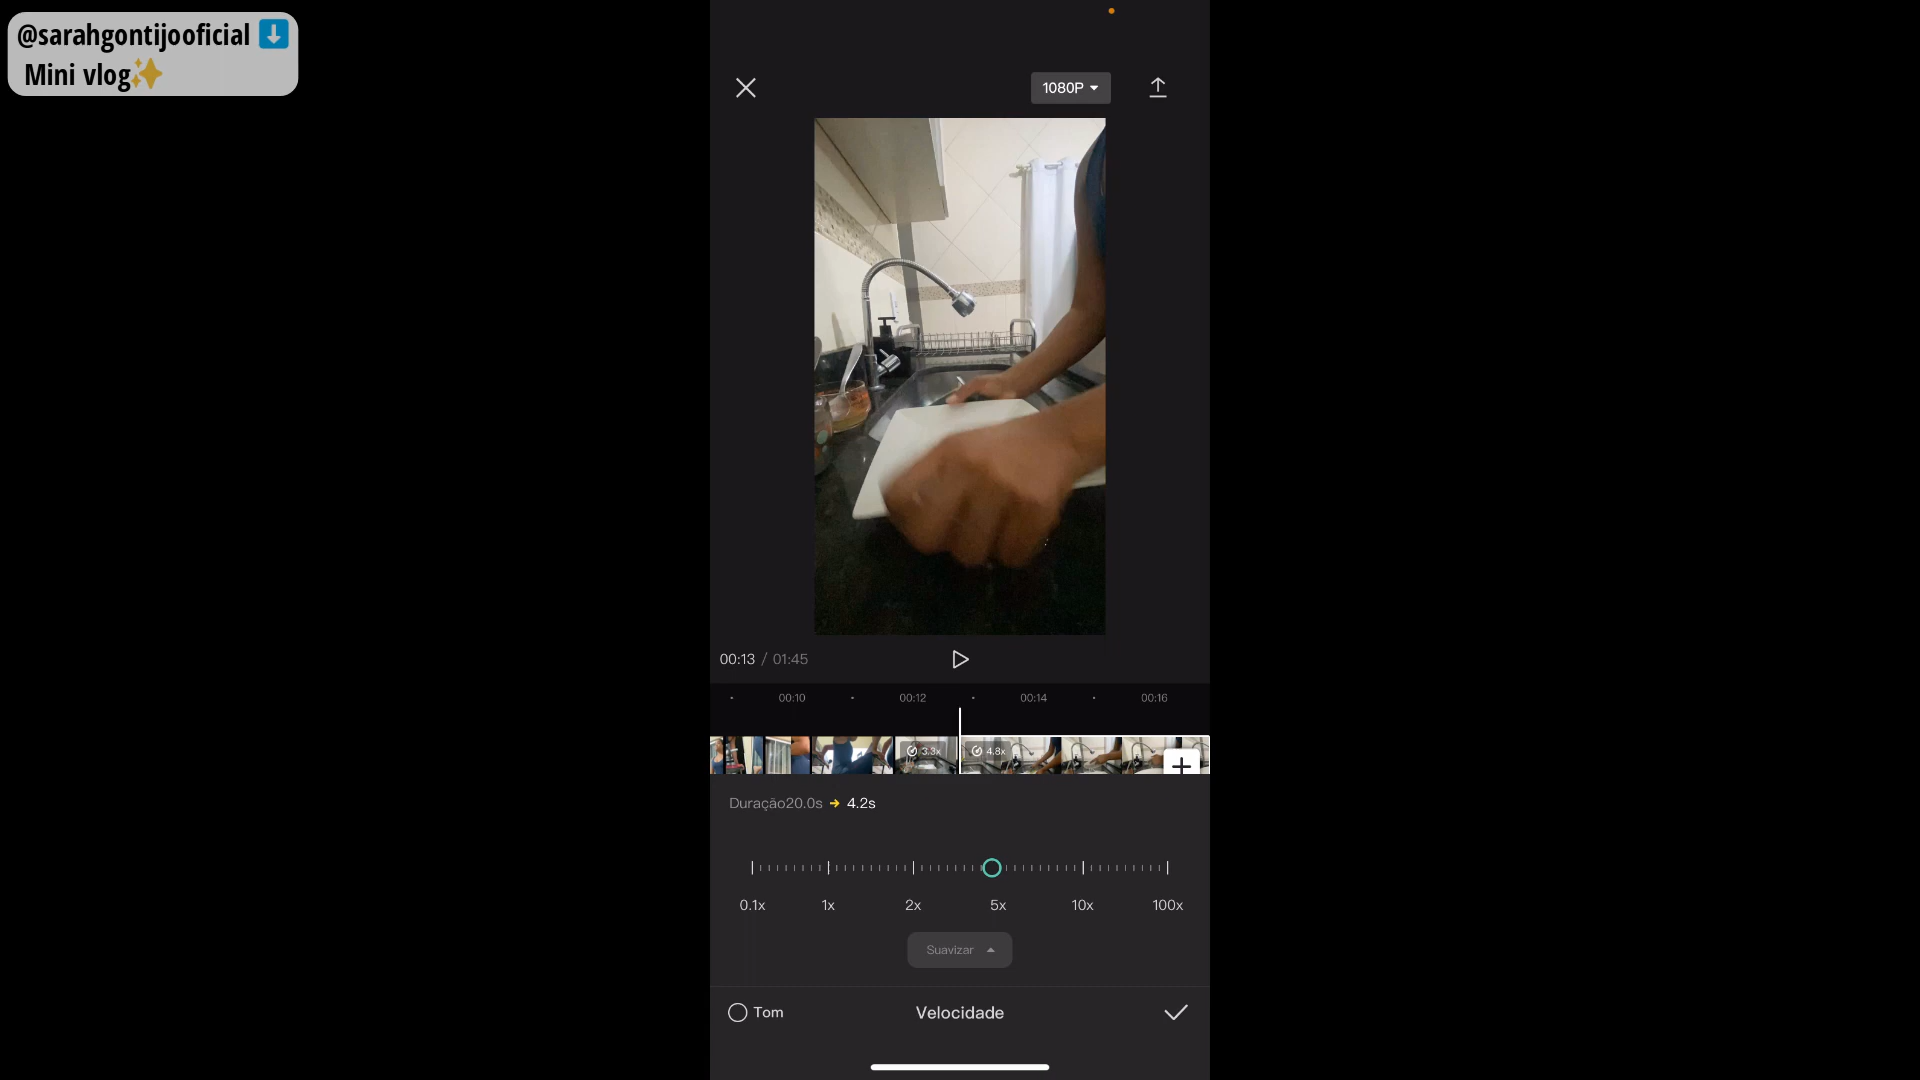 @sarahgontijooficial ⬇️
Mini vlog✨
1080P
00:13 / 01:45
00:10 00:12 00:14 00:16
3.3x 4.8x
Duração20.0s → 4.2s
0.1x 1x 2x 5x 10x 100x
Suavizar
Tom Velocidade